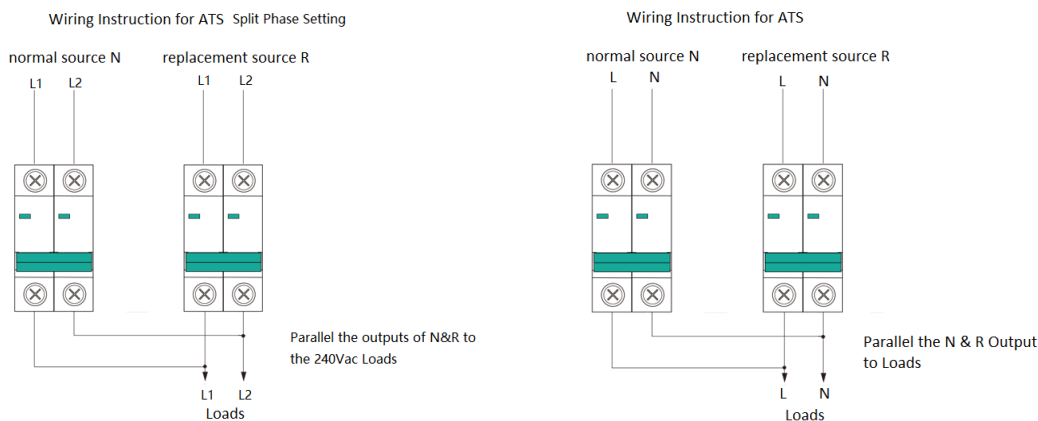 Wiring Instruction for ATS Split Phase Setting
normal source N
replacement source R
L1 L2
L1 L2
Parallel the outputs of N&R to
the 240Vac Loads
L1 L2
Loads
Wiring Instruction for ATS
normal source N
replacement source R
L N
L N
Parallel the N & R Output
to Loads
L N
Loads